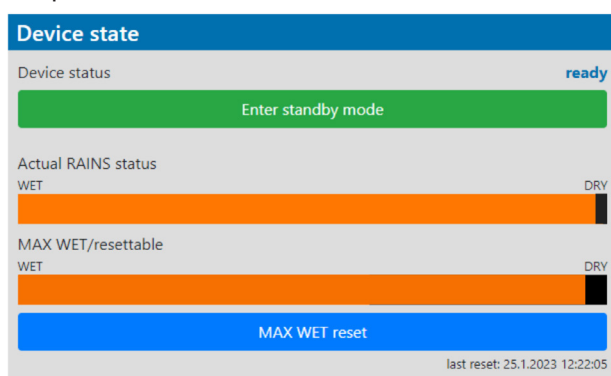 Device state
Device status ready
Enter standby mode
Actual RAINS status
WET DRY
MAX WET/resettable
WET DRY
MAX WET reset
last reset: 25.1.2023 12:22:05